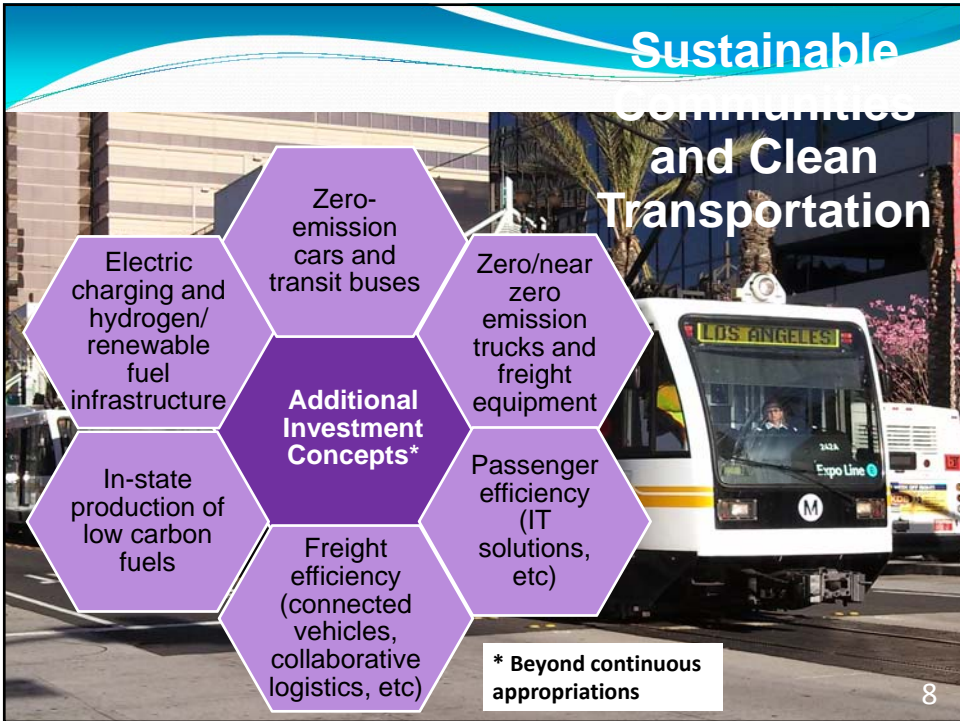 Sustainable
Communities
and Clean
Transportation
Zero-
emission
cars and
transit buses
Electric
charging and
hydrogen/
renewable
fuel
infrastructure
Zero/near
zero
emission
trucks and
freight
equipment
Additional
Investment
Concepts*
In-state
production of
low carbon
fuels
Passenger
efficiency
(IT
solutions,
etc)
Freight
efficiency
(connected
vehicles,
collaborative
logistics, etc)
LOS ANGELES
242A
Expo Line
M
* Beyond continuous
appropriations
8